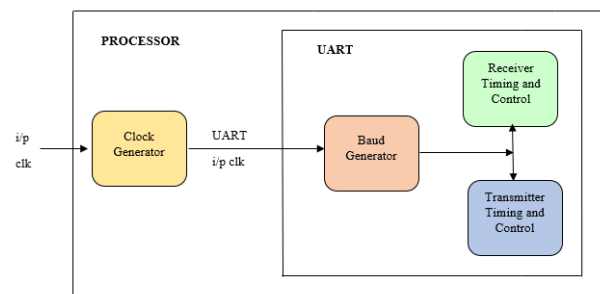 PROCESSOR
UART
i/p
clk
Clock
Generator
UART
i/p clk
Baud
Generator
Receiver
Timing and
Control
Transmitter
Timing and
Control